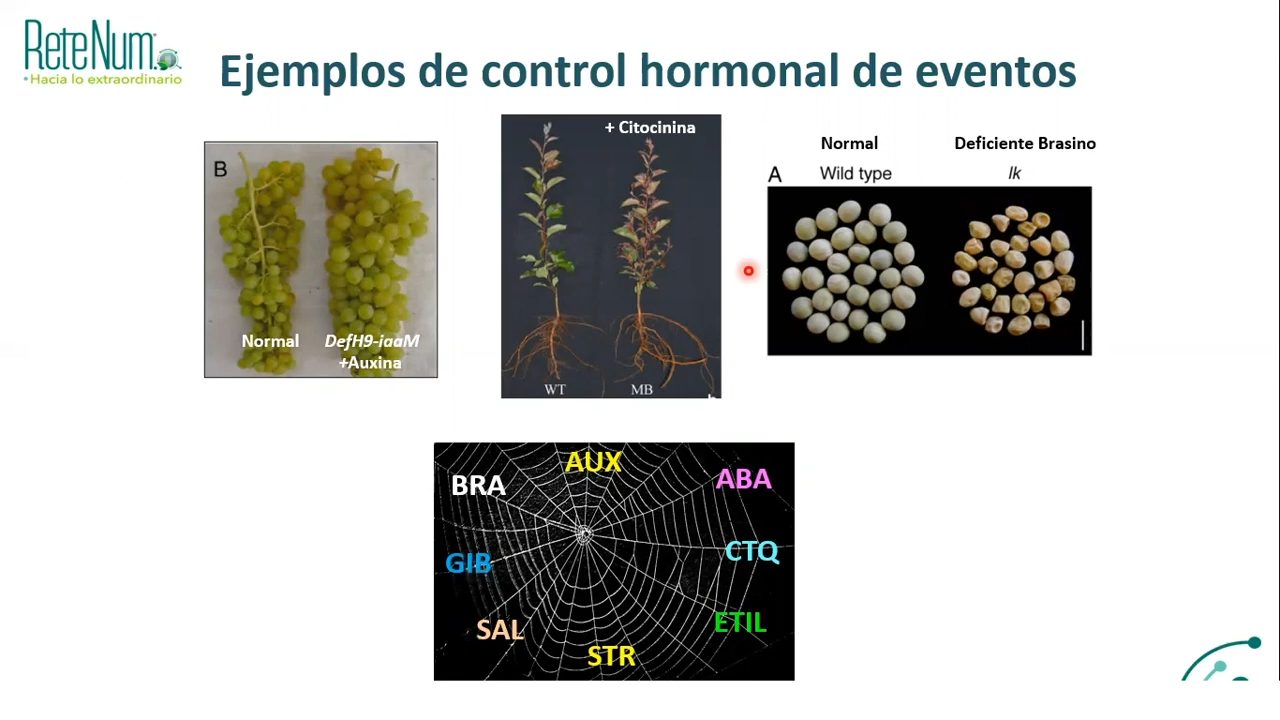 ReteNum
• Hacia lo extraordinario
Ejemplos de control hormonal de eventos
B
Normal
DefH9-iaaM
+Auxina
+ Citocinina
WT
MB
Normal
Deficiente Brasino
A
Wild type
lk
AUX
BRA
ABA
CTQ
GIB
ETIL
SAL
STR